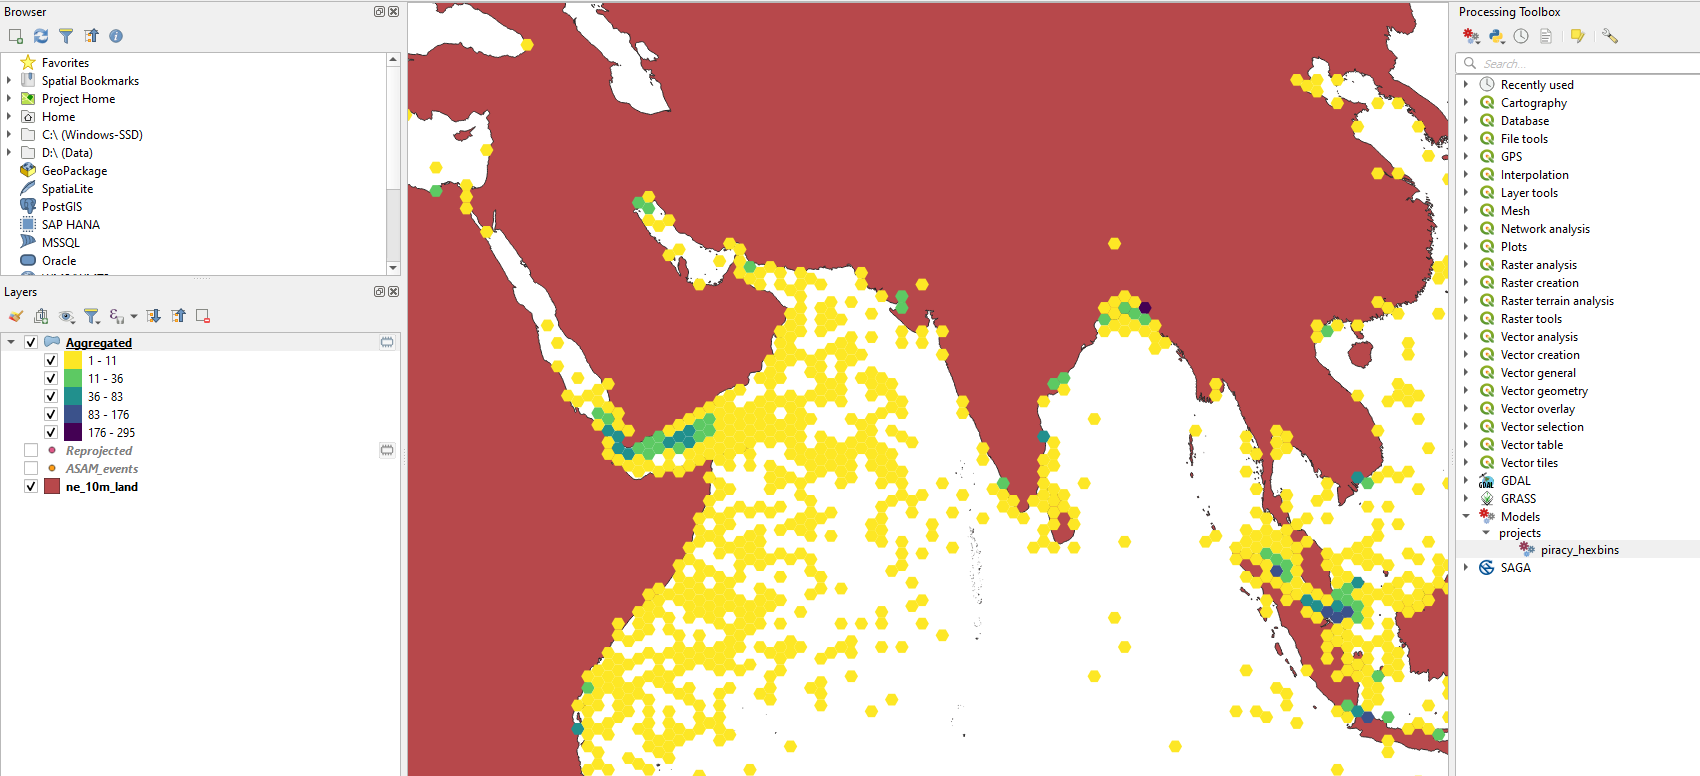 Browser
Favorites
Spatial Bookmarks
Project Home
Home
C:\ (Windows-SSD)
D:\ (Data)
GeoPackage
SpatiaLite
PostGIS
SAP HANA
MSSQL
Oracle
Layers
Aggregated
1 - 11
11 - 36
36 - 83
83 - 176
176 - 295
Reprojected
ASAM_events
ne_10m_land
Processing Toolbox
Search...
Recently used
Cartography
Database
File tools
GPS
Interpolation
Layer tools
Mesh
Network analysis
Plots
Raster analysis
Raster creation
Raster terrain analysis
Raster tools
Vector analysis
Vector creation
Vector general
Vector geometry
Vector overlay
Vector selection
Vector table
Vector tiles
GDAL
GRASS
Models
projects
piracy_hexbins
SAGA